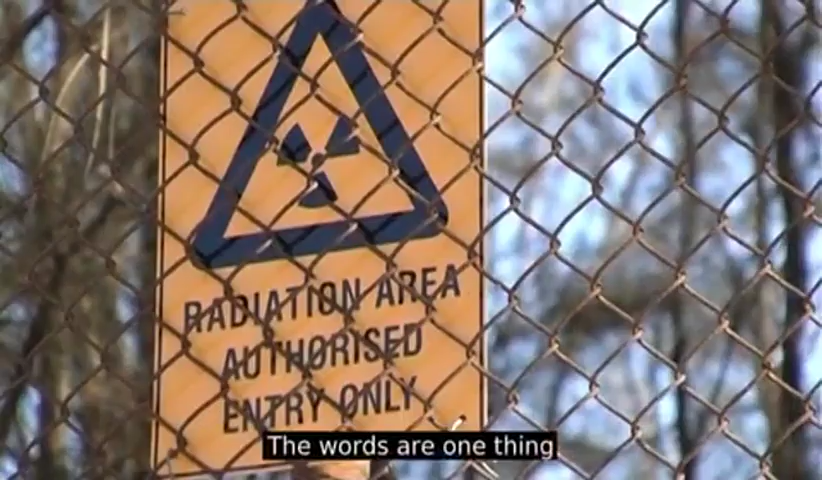 RADIATION AREA
AUTHORISED
ENTRY ONLY
The words are one thing